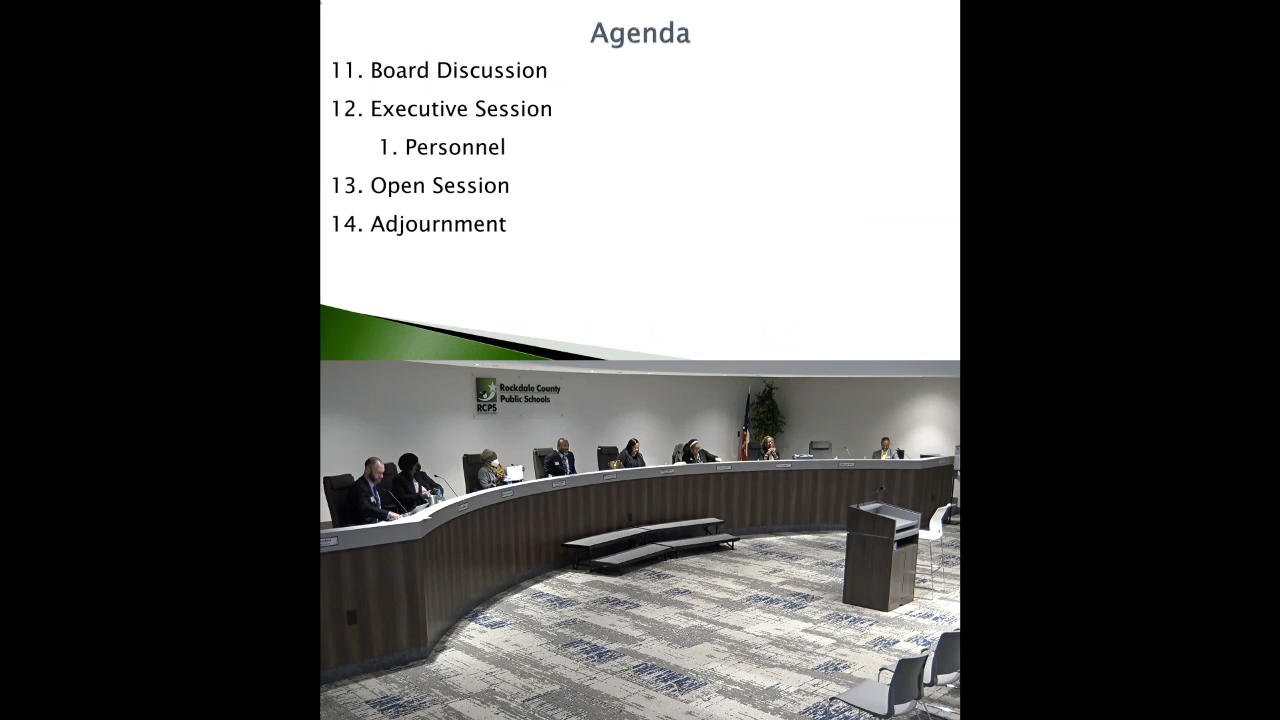 Agenda
11. Board Discussion
12. Executive Session
1. Personnel
13. Open Session
14. Adjournment
Rockdale County
Public Schools
RCPS